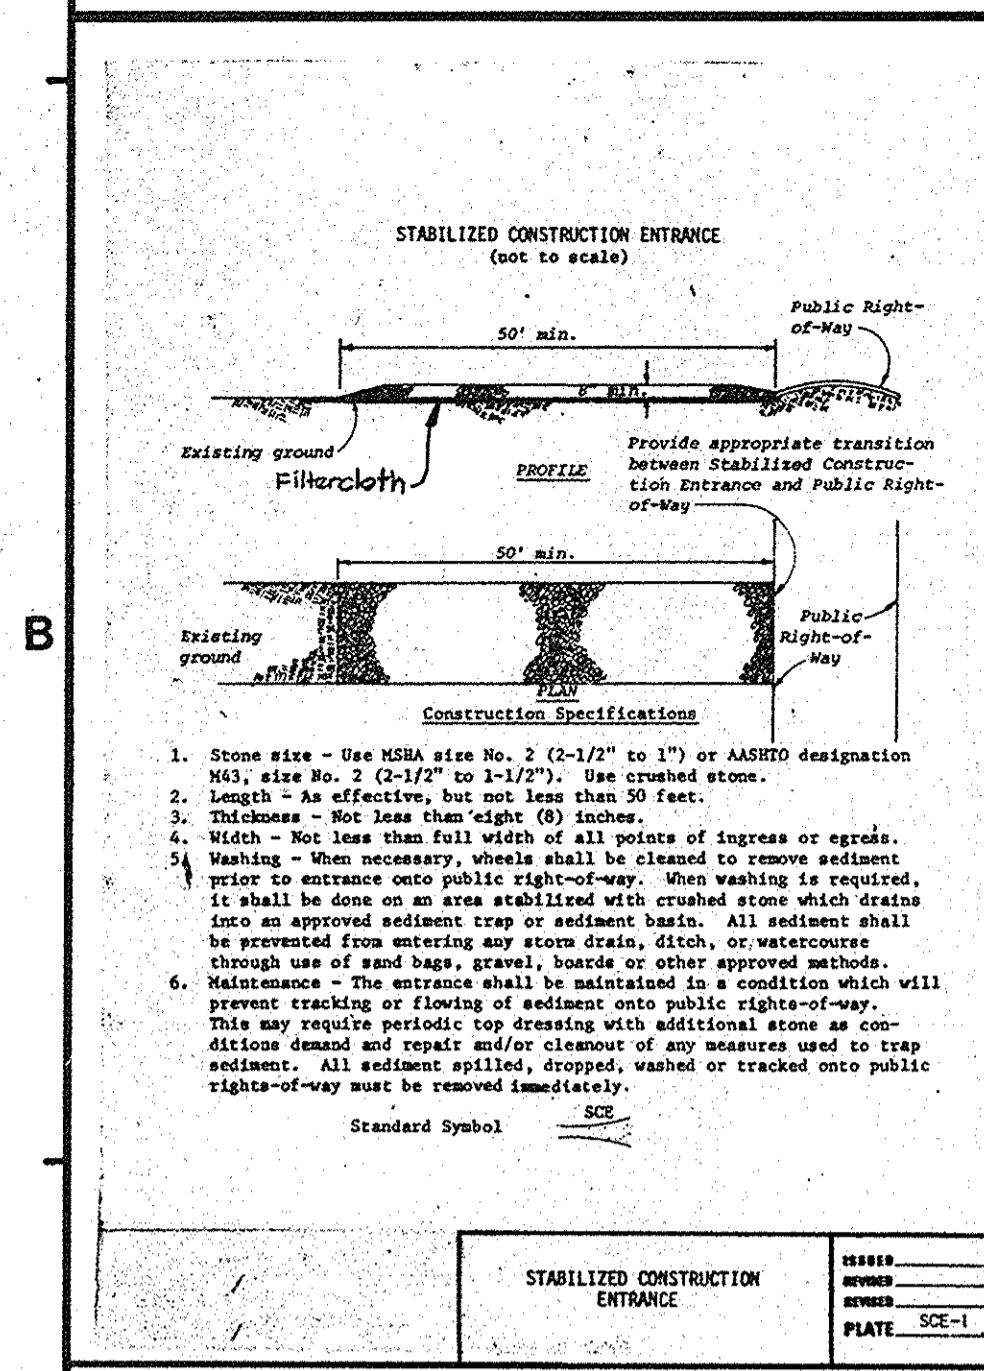 STABILIZED CONSTRUCTION ENTRANCE
(not to scale)
Public Right-
of-Way
50' min.
8" min.
Existing ground
Filtercloth
PROFILE
Provide appropriate transition
between Stabilized Construc-
tion Entrance and Public Right-
of-Way
50' min.
B
Existing
ground
Public
Right-of-
Way
PLAN
Construction Specifications
1. Stone size - Use MSHA size No. 2 (2-1/2" to 1") or AASHTO designation
M43, size No. 2 (2-1/2" to 1-1/2"). Use crushed stone.
2. Length - As effective, but not less than 50 feet.
3. Thickness - Not less than eight (8) inches.
4. Width - Not less than full width of all points of ingress or egress.
5. Washing - When necessary, wheels shall be cleaned to remove sediment
prior to entrance onto public right-of-way. When washing is required,
it shall be done on an area stabilized with crushed stone which drains
into an approved sediment trap or sediment basin. All sediment shall
be prevented from entering any storm drain, ditch, or watercourse
through use of sand bags, gravel, boards or other approved methods.
6. Maintenance - The entrance shall be maintained in a condition which will
prevent tracking or flowing of sediment onto public rights-of-way.
This may require periodic top dressing with additional stone as con-
ditions demand and repair and/or cleanout of any measures used to trap
sediment. All sediment spilled, dropped, washed or tracked onto public
rights-of-way must be removed immediately.
Standard Symbol
SCE
STABILIZED CONSTRUCTION
ENTRANCE
ISSUED
REVISED
REVISED
PLATE SCE-1